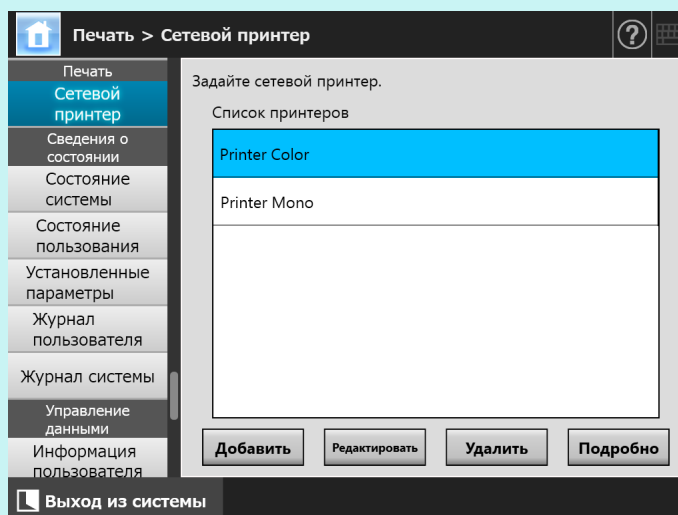 Печать > Сетевой принтер
?
Печать
Сетевой
принтер
Сведения о
состоянии
Состояние
системы
Состояние
пользования
Установленные
параметры
Журнал
пользователя
Журнал системы
Управление
данными
Информация
пользователя
Задайте сетевой принтер.
Список принтеров
Printer Color
Printer Mono
Добавить
Редактировать
Удалить
Подробно
Выход из системы